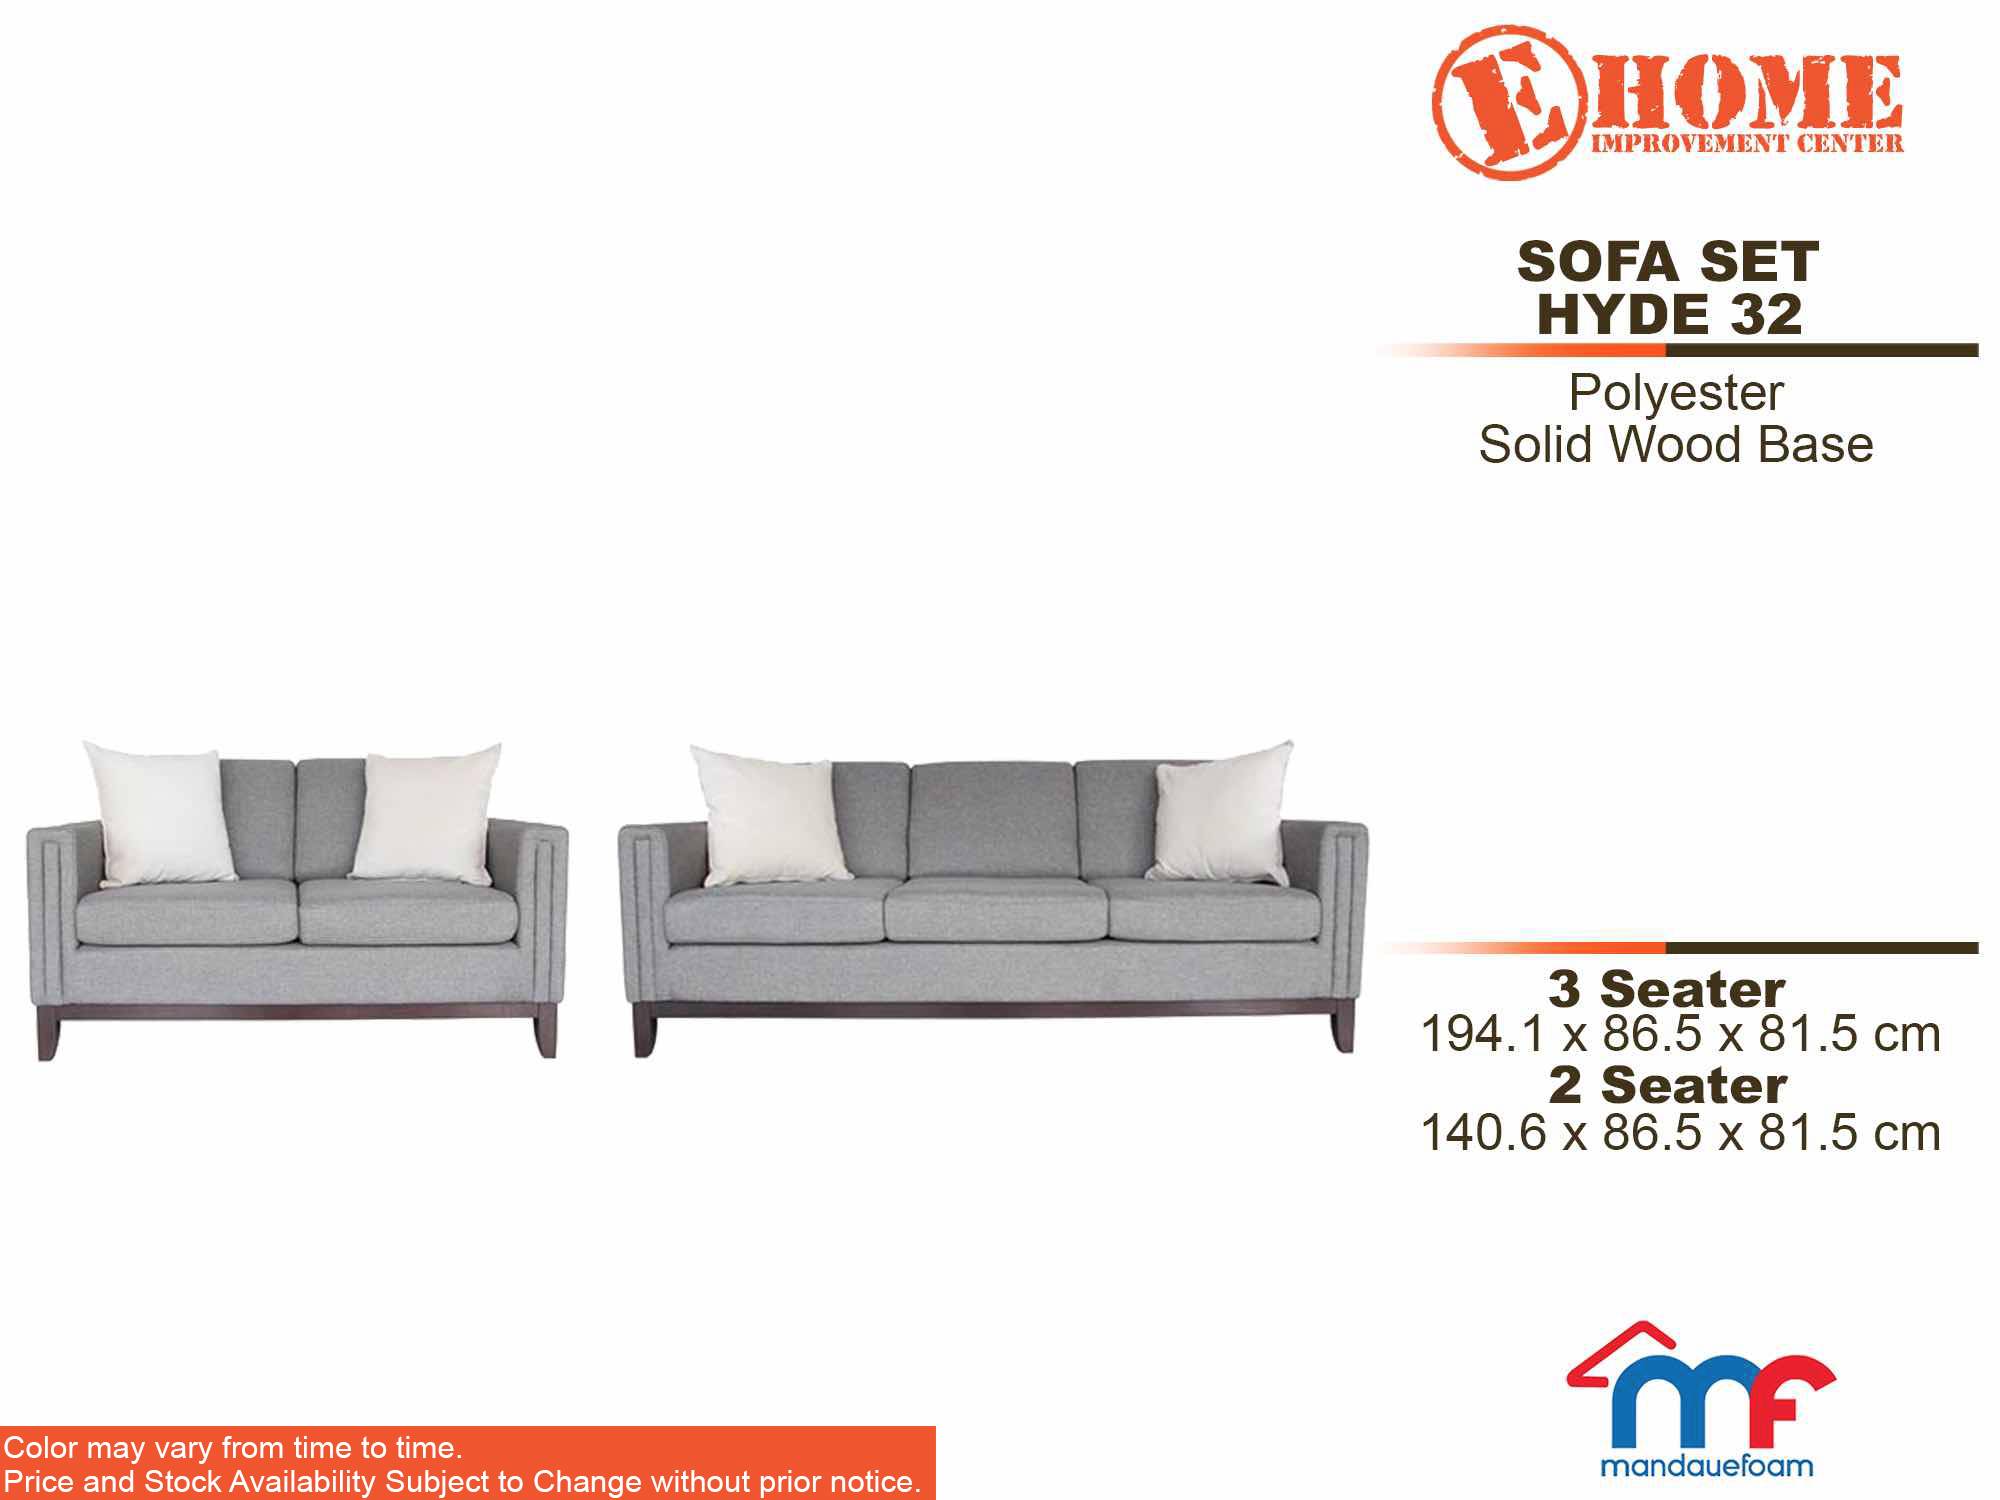 E HOME
IMPROVEMENT CENTER
SOFA SET
HYDE 32
Polyester
Solid Wood Base
3 Seater
194.1 x 86.5 x 81.5 cm
2 Seater
140.6 x 86.5 x 81.5 cm
mf
mandauefoam
Color may vary from time to time.
Price and Stock Availability Subject to Change without prior notice.